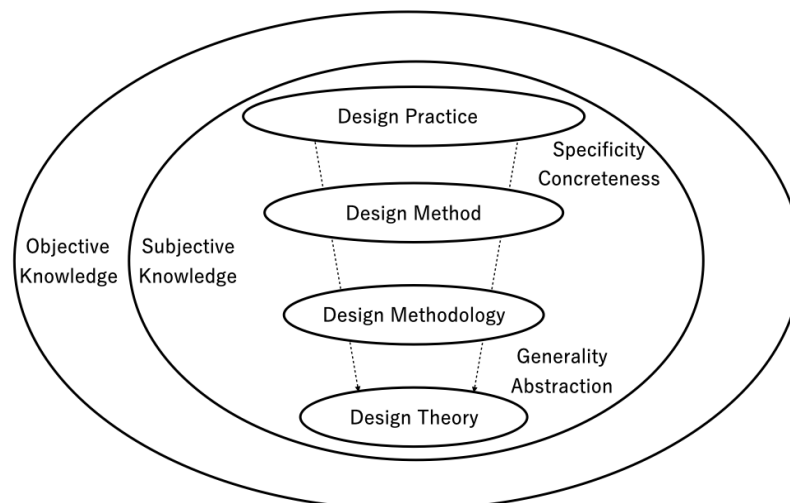 Design Practice
Specificity
Concreteness
Design Method
Objective
Knowledge
Subjective
Knowledge
Design Methodology
Generality
Abstraction
Design Theory